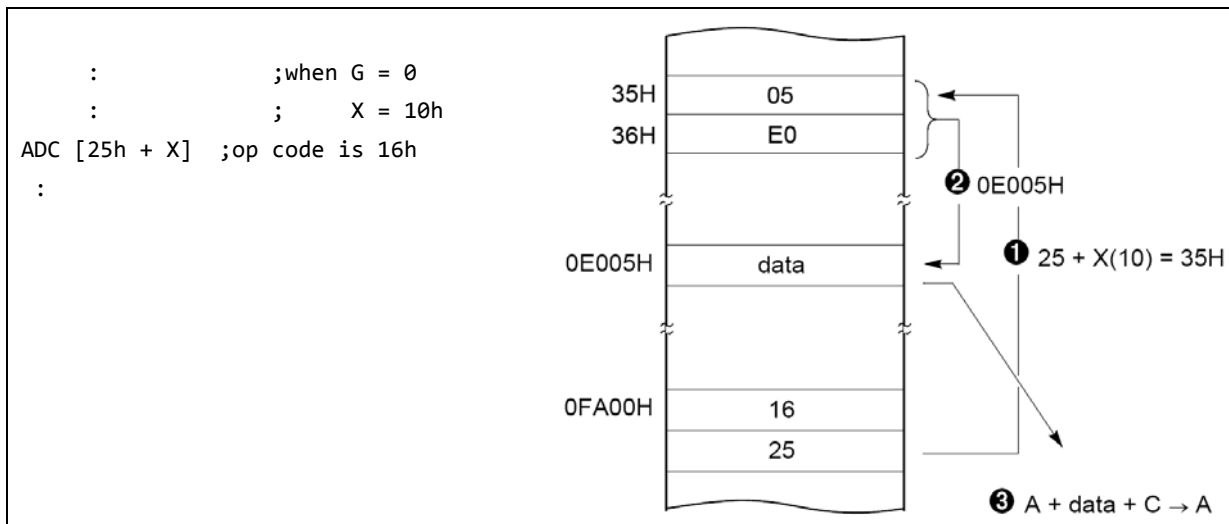 : ;when G = 0
: ; X = 10h
ADC [25h + X] ;op code is 16h
:
35H 05
36H E0
❷ 0E005H
0E005H data
❶ 25 + X(10) = 35H
0FA00H 16
25
❸ A + data + C → A